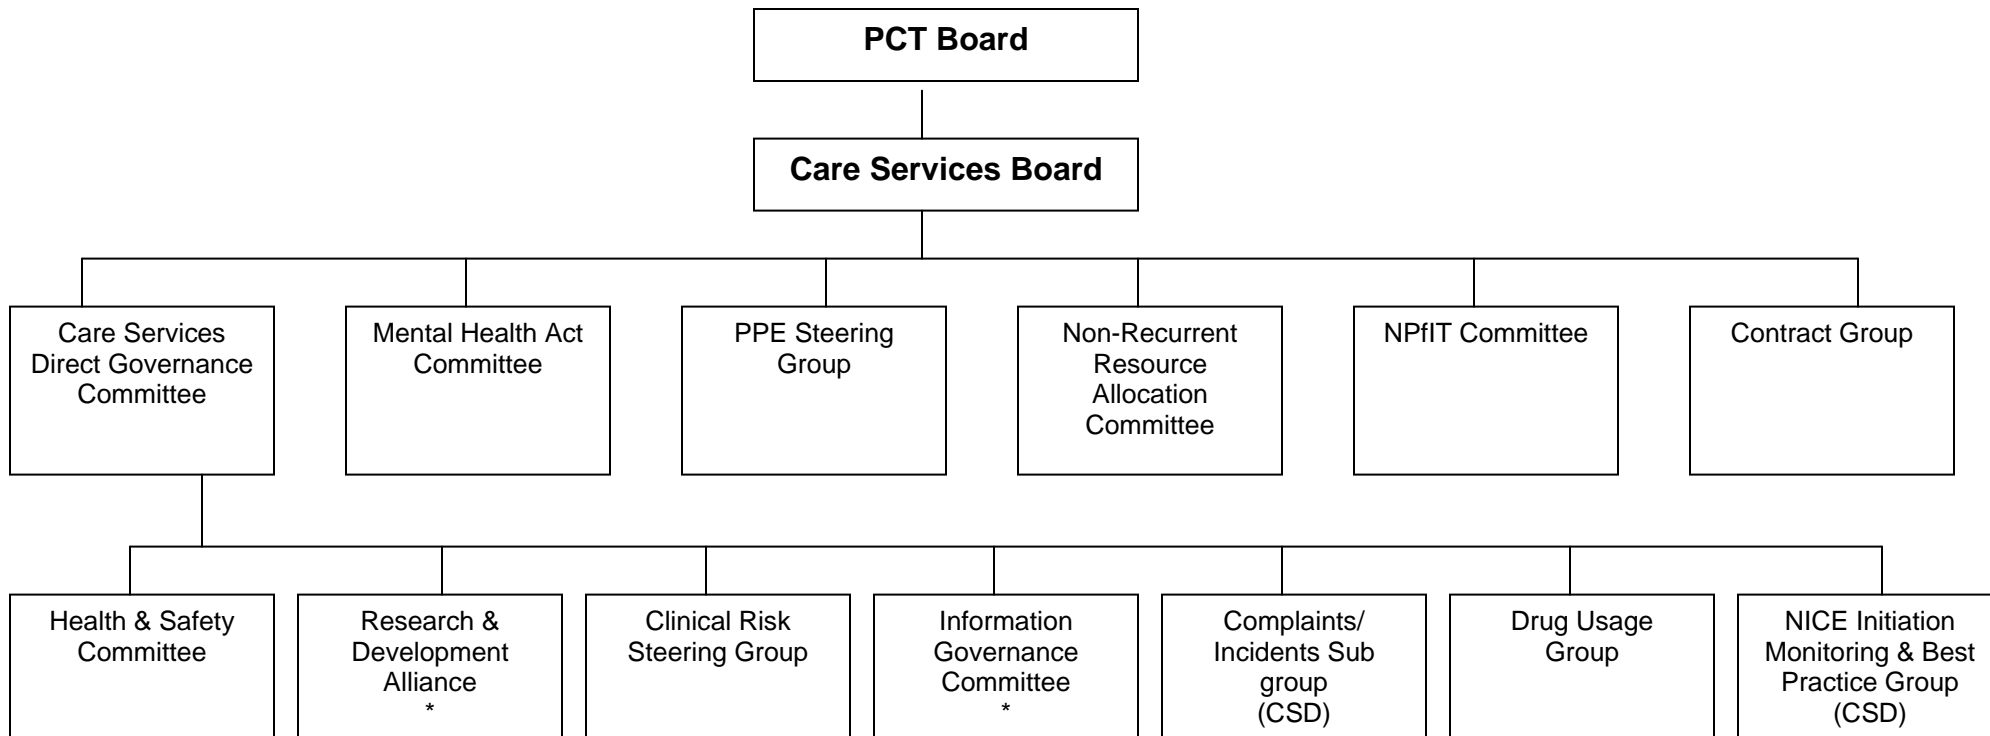 PCT Board
Care Services Board
Care Services
Direct Governance
Committee
Mental Health Act
Committee
PPE Steering
Group
Non-Recurrent
Resource
Allocation
Committee
NPfIT Committee
Contract Group
Health & Safety
Committee
Research &
Development
Alliance
*
Clinical Risk
Steering Group
Information
Governance
Committee
*
Complaints/
Incidents Sub
group
(CSD)
Drug Usage
Group
NICE Initiation
Monitoring & Best
Practice Group
(CSD)